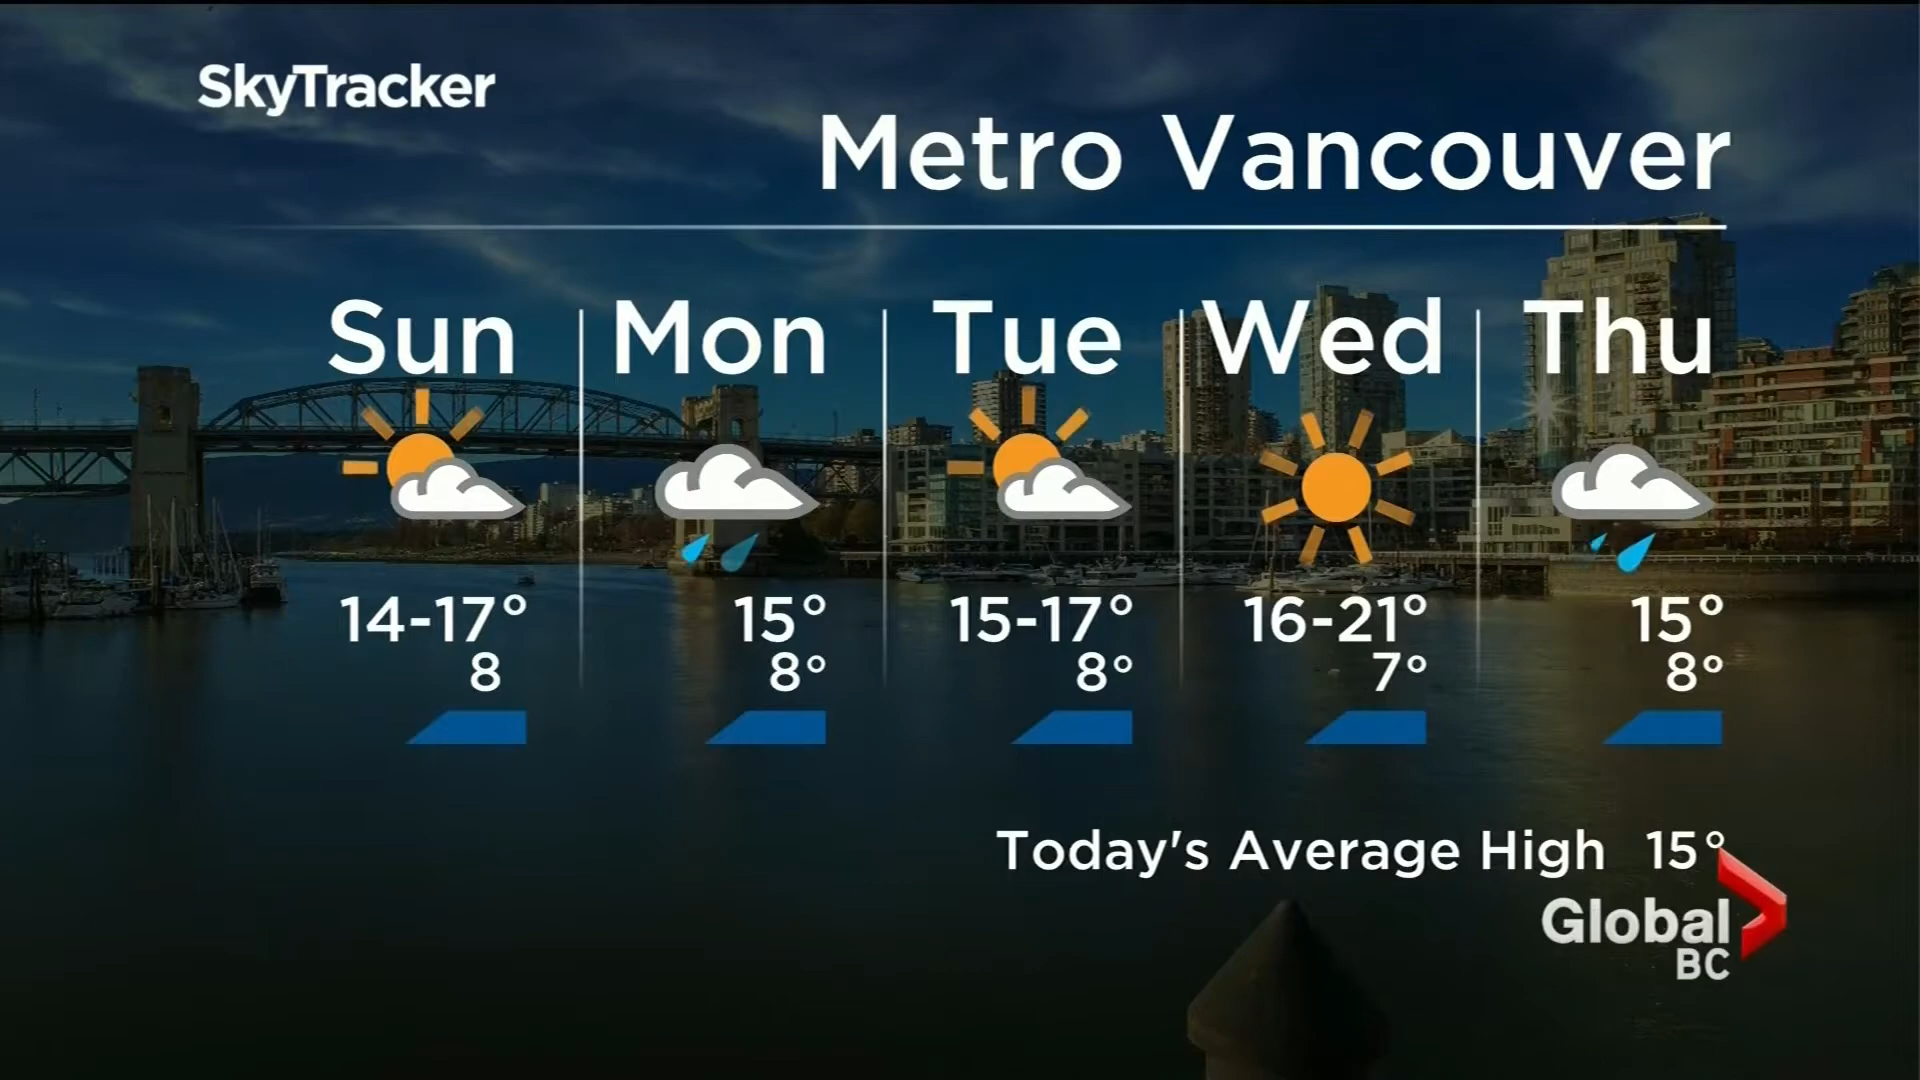 SkyTracker
Metro Vancouver
Sun Mon Tue Wed Thu
14-17° 15° 15-17° 16-21° 15°
8 8° 8° 7° 8°
Today's Average High 15°
Global
BC